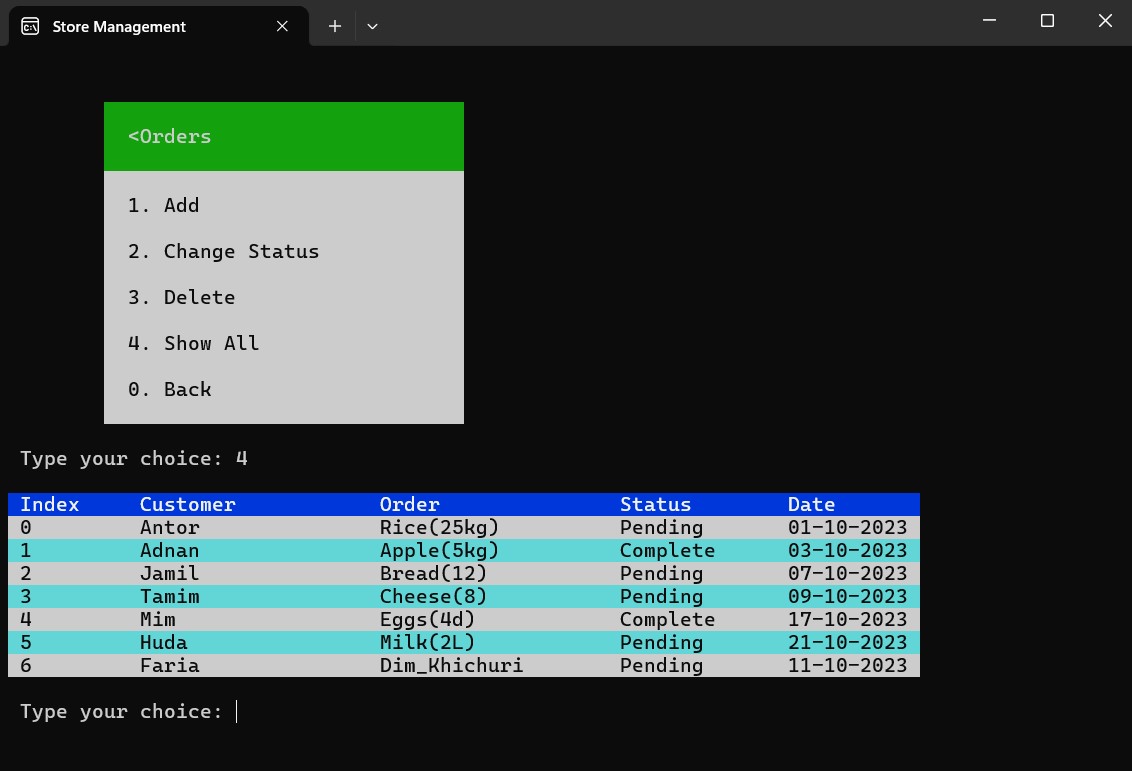 Store Management
<Orders
1. Add
2. Change Status
3. Delete
4. Show All
0. Back
Type your choice: 4
Index Customer Order Status Date
0 Antor Rice(25kg) Pending 01-10-2023
1 Adnan Apple(5kg) Complete 03-10-2023
2 Jamil Bread(12) Pending 07-10-2023
3 Tamim Cheese(8) Pending 09-10-2023
4 Mim Eggs(4d) Complete 17-10-2023
5 Huda Milk(2L) Pending 21-10-2023
6 Faria Dim_Khichuri Pending 11-10-2023
Type your choice: